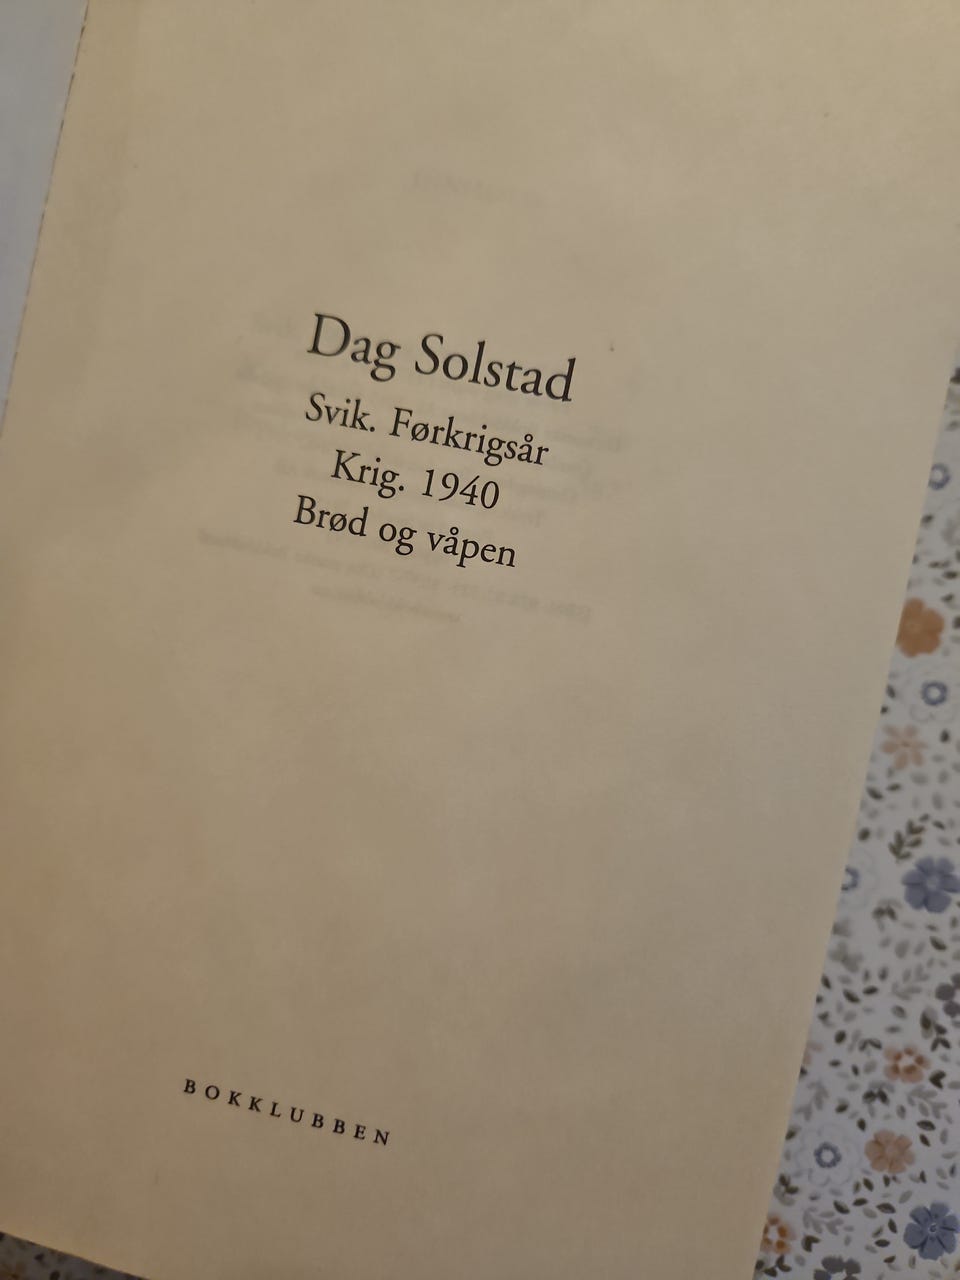 Dag Solstad
Svik. Førkrigsår
Krig. 1940
Brød og våpen
BOKKLUBBEN